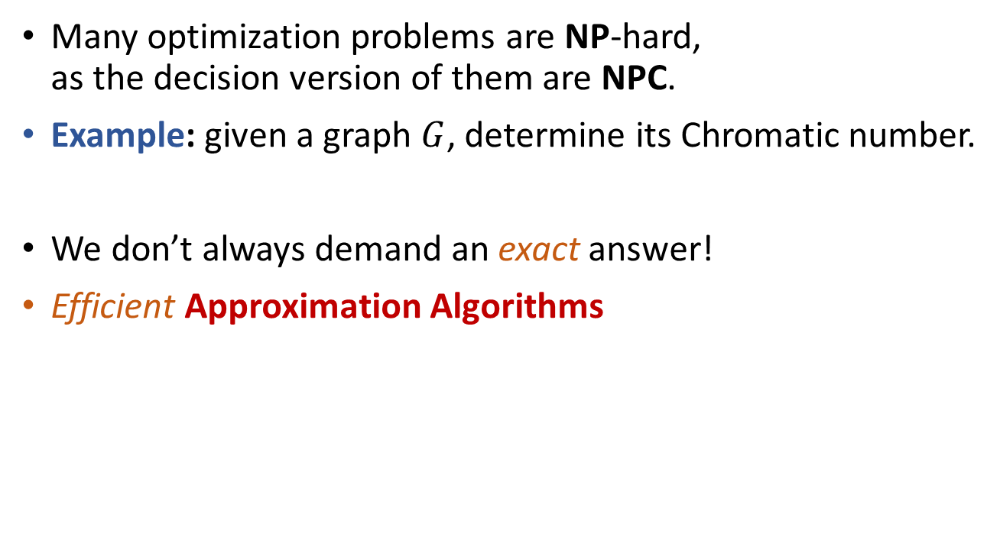 • Many optimization problems are NP-hard,
as the decision version of them are NPC.
• Example: given a graph 𝐺, determine its Chromatic number.
• We don’t always demand an exact answer!
• Efficient Approximation Algorithms